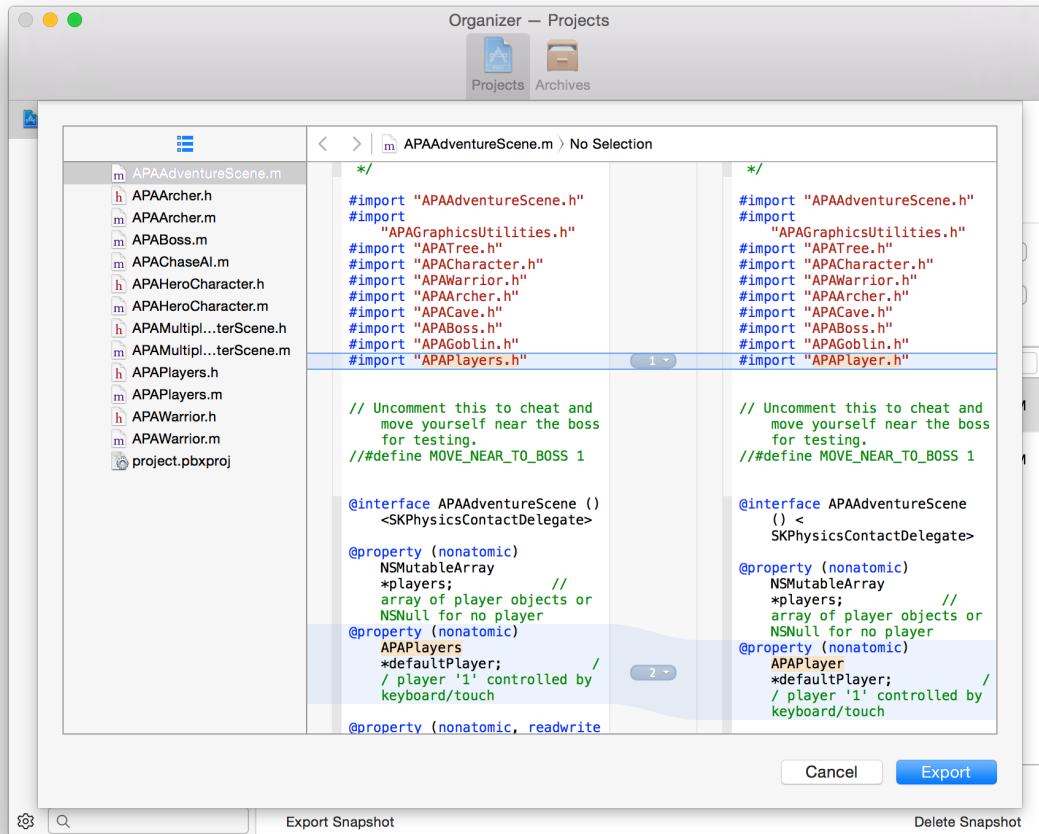 Organizer — Projects
Projects
Archives
APAAdventureScene.m 〉 No Selection
APAAdventureScene.m
APAArcher.h
APAArcher.m
APABoss.m
APAChaseAI.m
APAHeroCharacter.h
APAHeroCharacter.m
APAMultipl...terScene.h
APAMultipl...terScene.m
APAPlayers.h
APAPlayers.m
APAWarrior.h
APAWarrior.m
project.pbxproj
*/
#import "APAAdventureScene.h"
#import
"APAGraphicsUtilities.h"
#import "APATree.h"
#import "APACharacter.h"
#import "APAWarrior.h"
#import "APAArcher.h"
#import "APACave.h"
#import "APABoss.h"
#import "APAGoblin.h"
#import "APAPlayers.h"
// Uncomment this to cheat and
move yourself near the boss
for testing.
//#define MOVE_NEAR_TO_BOSS 1
@interface APAAdventureScene ()
<SKPhysicsContactDelegate>
@property (nonatomic)
NSMutableArray
*players; //
array of player objects or
NSNull for no player
@property (nonatomic)
APAPlayers
*defaultPlayer; /
/ player '1' controlled by
keyboard/touch
@property (nonatomic, readwrite
1
2
*/
#import "APAAdventureScene.h"
#import
"APAGraphicsUtilities.h"
#import "APATree.h"
#import "APACharacter.h"
#import "APAWarrior.h"
#import "APAArcher.h"
#import "APACave.h"
#import "APABoss.h"
#import "APAGoblin.h"
#import "APAPlayer.h"
// Uncomment this to cheat and
move yourself near the boss
for testing.
//#define MOVE_NEAR_TO_BOSS 1
@interface APAAdventureScene
() <
SKPhysicsContactDelegate>
@property (nonatomic)
NSMutableArray
*players; //
array of player objects or
NSNull for no player
@property (nonatomic)
APAPlayer
*defaultPlayer; /
/ player '1' controlled by
keyboard/touch
Cancel
Export
Export Snapshot
Delete Snapshot